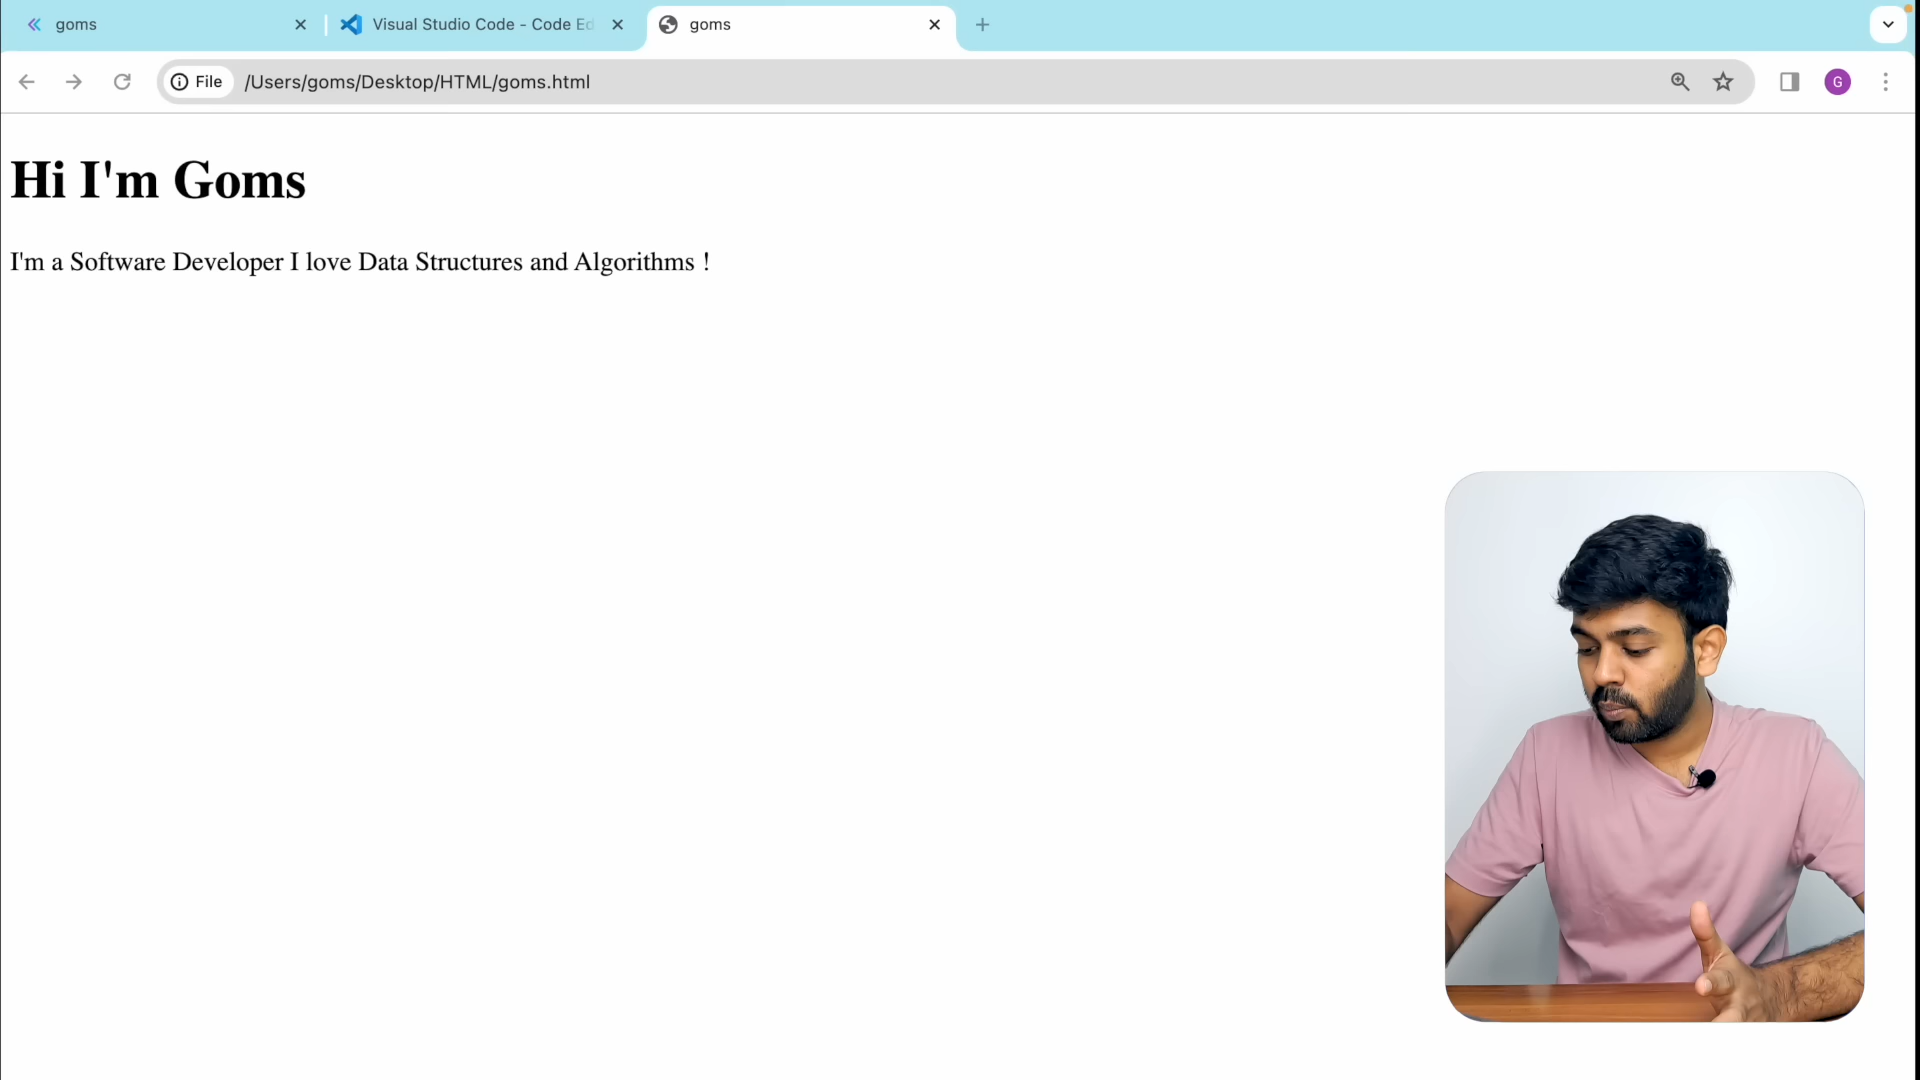 goms
Visual Studio Code - Code Ed
goms
File
/Users/goms/Desktop/HTML/goms.html
G
Hi I'm Goms
I'm a Software Developer I love Data Structures and Algorithms !